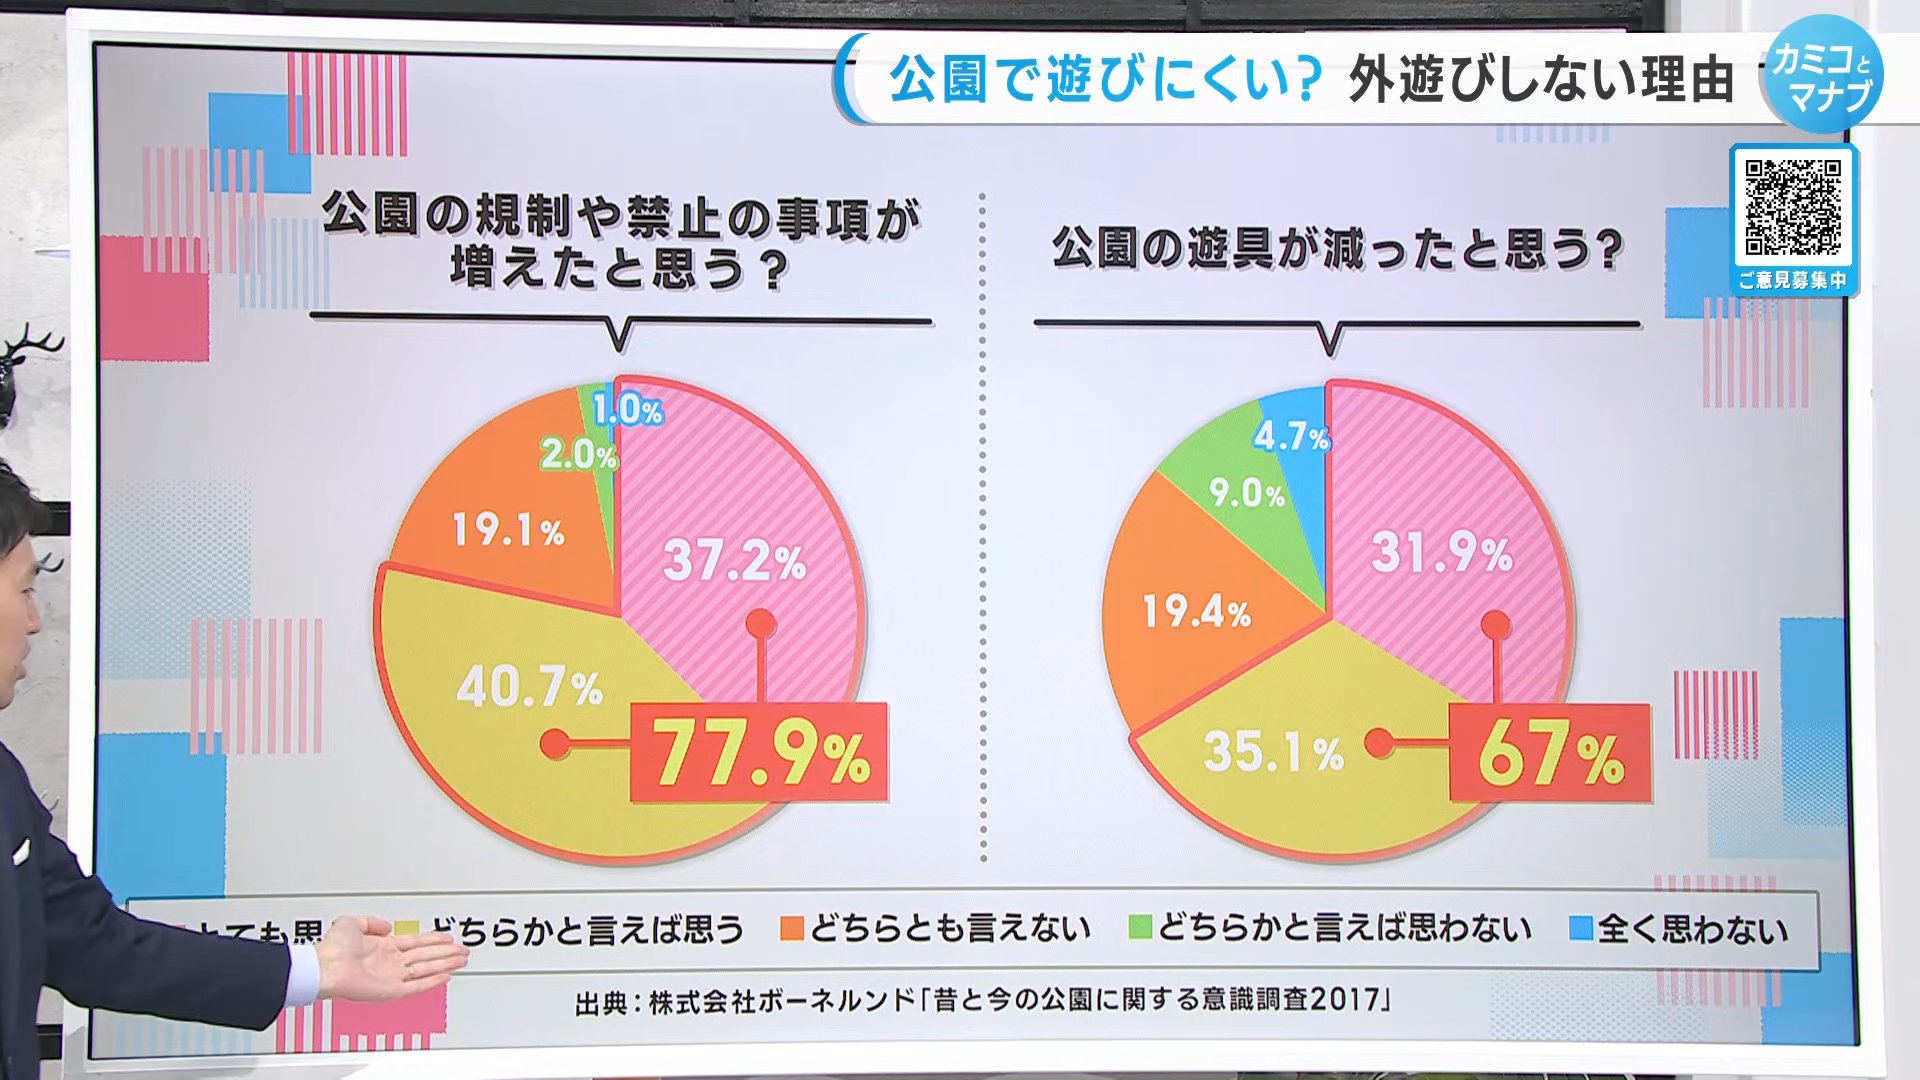 公園で遊びにくい？ 外遊びしない理由
カミコと
マナブ
ご意見募集中
公園の規制や禁止の事項が
増えたと思う？
37.2%
40.7%
77.9%
19.1%
2.0%
1.0%
公園の遊具が減ったと思う？
31.9%
35.1%
67%
19.4%
9.0%
4.7%
とても思
どちらかと言えば思う
どちらとも言えない
どちらかと言えば思わない
全く思わない
出典：株式会社ボーネルンド「昔と今の公園に関する意識調査2017」